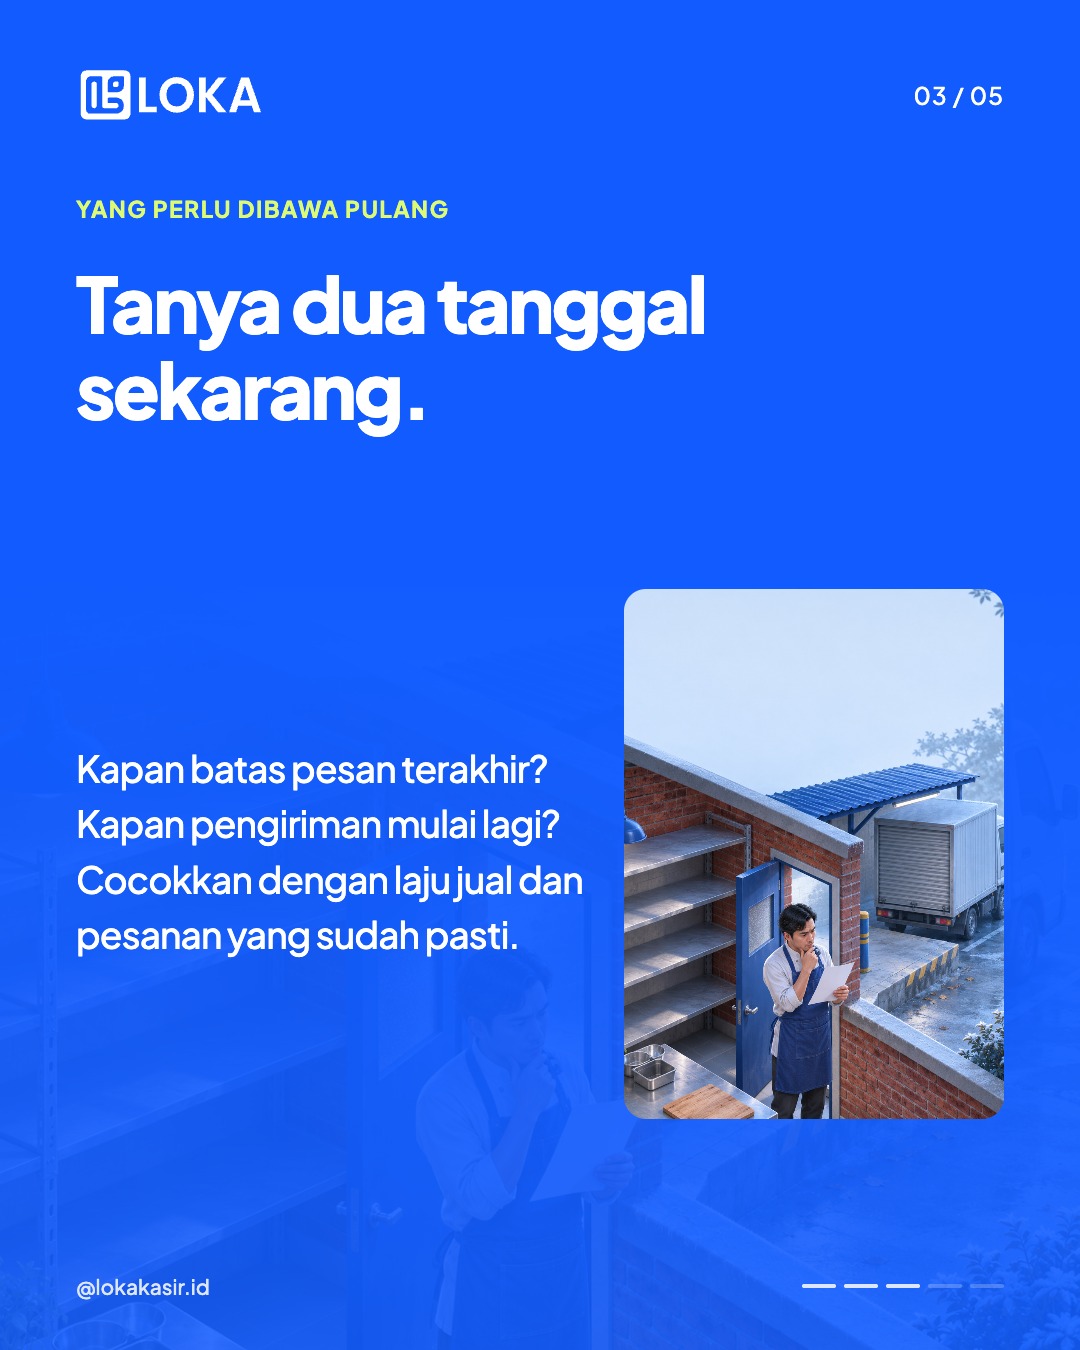 LOKA
03 / 05
YANG PERLU DIBAWA PULANG
Tanya dua tanggal
sekarang.
Kapan batas pesan terakhir?
Kapan pengiriman mulai lagi?
Cocokkan dengan laju jual dan
pesanan yang sudah pasti.
@lokakasir.id